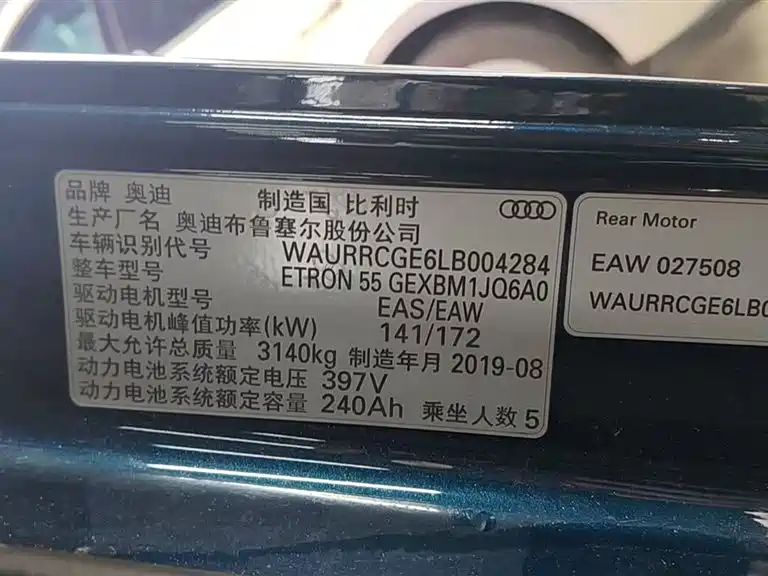 品牌 奥迪 制造国 比利时
生产厂名 奥迪布鲁塞尔股份公司
车辆识别代号 WAURRCGE6LB004284
整车型号 ETRON 55 GEXBM1JQ6A0
驱动电机型号 EAS/EAW
驱动电机峰值功率(kW) 141/172
最大允许总质量 3140kg 制造年月 2019-08
动力电池系统额定电压 397V
动力电池系统额定容量 240Ah 乘坐人数 5
Rear Motor
EAW 027508
WAURRCGE6LB0